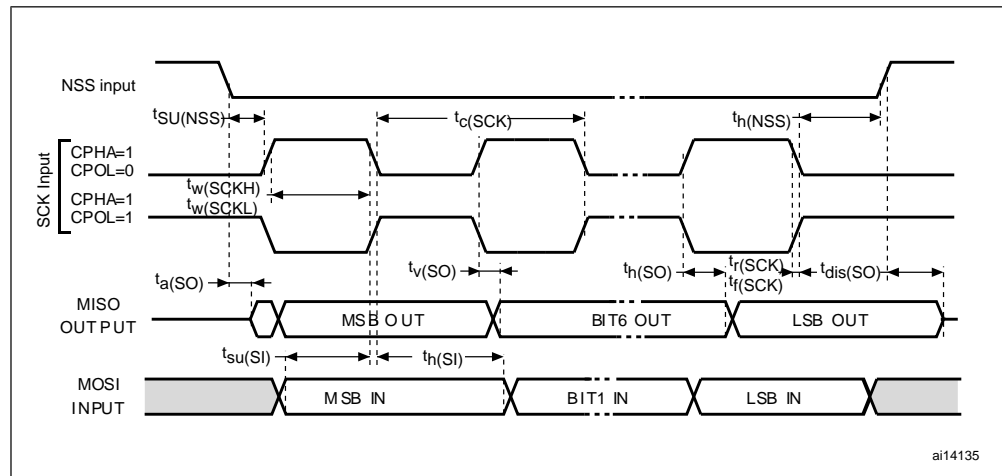 NSS input
tSU(NSS)
tc(SCK)
th(NSS)
SCK Input
CPHA=1
CPOL=0
tw(SCKH)
CPHA=1
tw(SCKL)
CPOL=1
ta(SO)
tv(SO)
th(SO)
tr(SCK)
tf(SCK)
tdis(SO)
MISO
OUTPUT
MSB OUT
BIT6 OUT
LSB OUT
tsu(SI)
th(SI)
MOSI
INPUT
MSB IN
BIT1 IN
LSB IN
ai14135